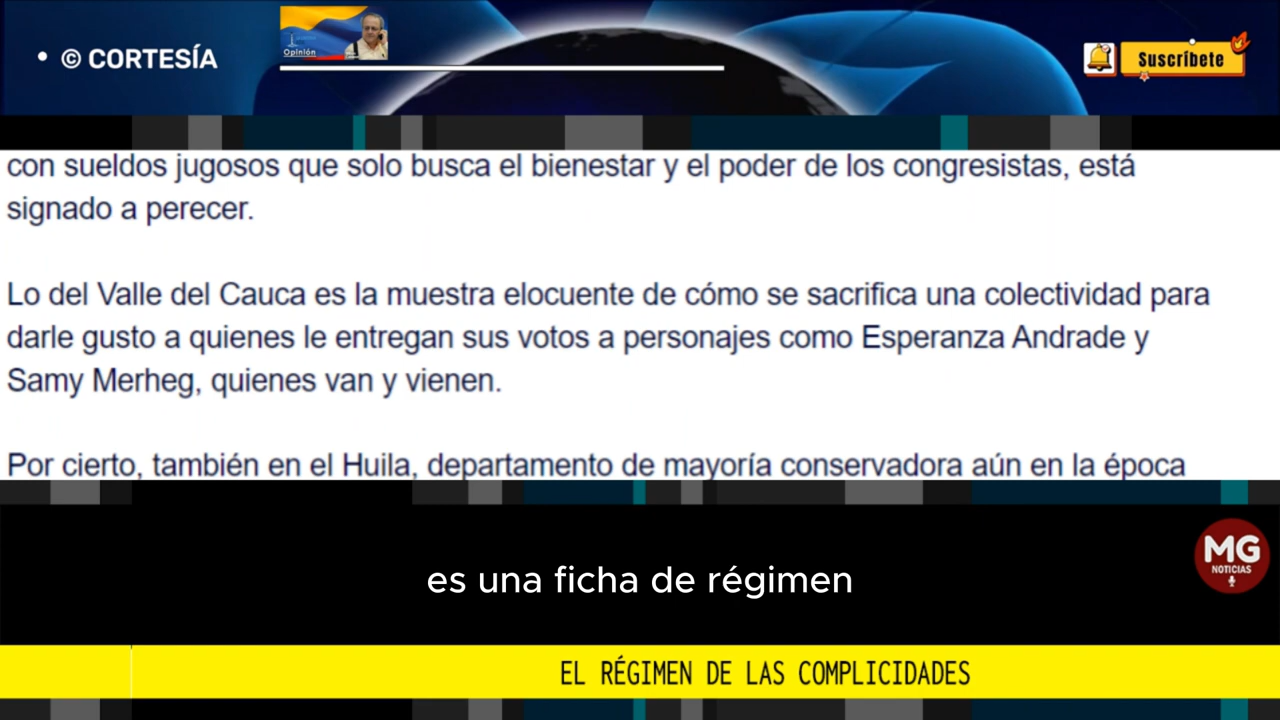 • © CORTESÍA
Opinión
Suscríbete
con sueldos jugosos que solo busca el bienestar y el poder de los congresistas, está
signado a perecer.
Lo del Valle del Cauca es la muestra elocuente de cómo se sacrifica una colectividad para
darle gusto a quienes le entregan sus votos a personajes como Esperanza Andrade y
Samy Merheg, quienes van y vienen.
Por cierto, también en el Huila, departamento de mayoría conservadora aún en la época
MG
NOTICIAS
es una ficha de régimen
EL RÉGIMEN DE LAS COMPLICIDADES